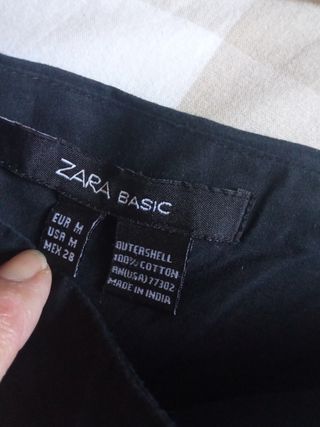 ZARA BASIC
EUR M
USA M
MEX 28
OUTERSHELL
100% COTTON
RN(USA)77302
MADE IN INDIA